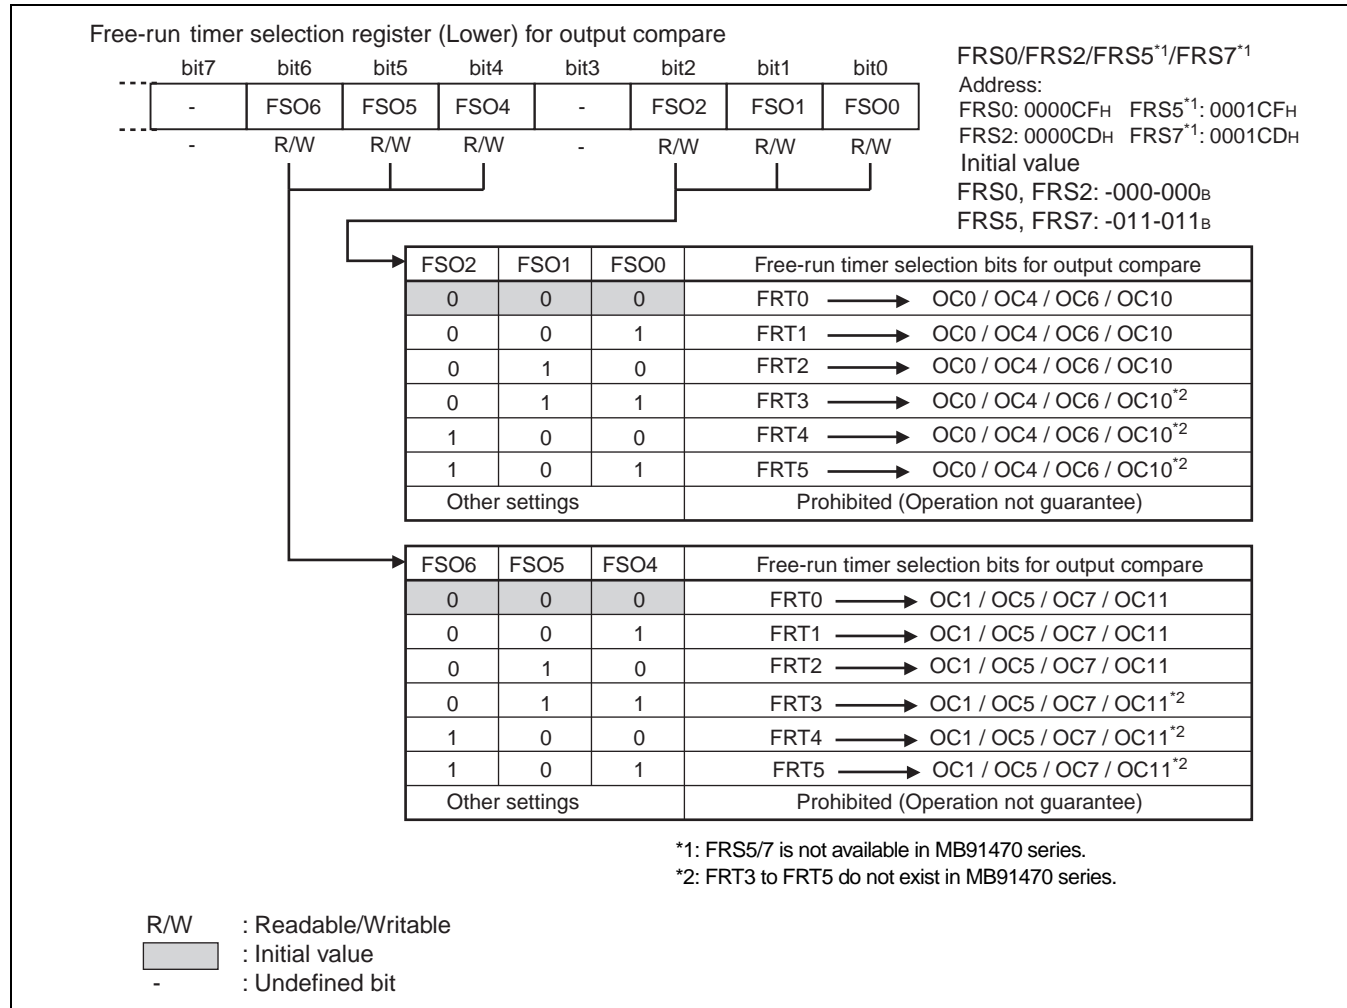 Free-run timer selection register (Lower) for output compare
bit7 bit6 bit5 bit4 bit3 bit2 bit1 bit0
- FSO6 FSO5 FSO4 - FSO2 FSO1 FSO0
- R/W R/W R/W - R/W R/W R/W
FRS0/FRS2/FRS5*1/FRS7*1
Address:
FRS0: 0000CFH FRS5*1: 0001CFH
FRS2: 0000CDH FRS7*1: 0001CDH
Initial value
FRS0, FRS2: -000-000B
FRS5, FRS7: -011-011B
FSO2 FSO1 FSO0 Free-run timer selection bits for output compare
0 0 0 FRT0 OC0 / OC4 / OC6 / OC10
0 0 1 FRT1 OC0 / OC4 / OC6 / OC10
0 1 0 FRT2 OC0 / OC4 / OC6 / OC10
0 1 1 FRT3 OC0 / OC4 / OC6 / OC10*2
1 0 0 FRT4 OC0 / OC4 / OC6 / OC10*2
1 0 1 FRT5 OC0 / OC4 / OC6 / OC10*2
Other settings Prohibited (Operation not guarantee)
FSO6 FSO5 FSO4 Free-run timer selection bits for output compare
0 0 0 FRT0 OC1 / OC5 / OC7 / OC11
0 0 1 FRT1 OC1 / OC5 / OC7 / OC11
0 1 0 FRT2 OC1 / OC5 / OC7 / OC11
0 1 1 FRT3 OC1 / OC5 / OC7 / OC11*2
1 0 0 FRT4 OC1 / OC5 / OC7 / OC11*2
1 0 1 FRT5 OC1 / OC5 / OC7 / OC11*2
Other settings Prohibited (Operation not guarantee)
*1: FRS5/7 is not available in MB91470 series.
*2: FRT3 to FRT5 do not exist in MB91470 series.
R/W : Readable/Writable
: Initial value
- : Undefined bit